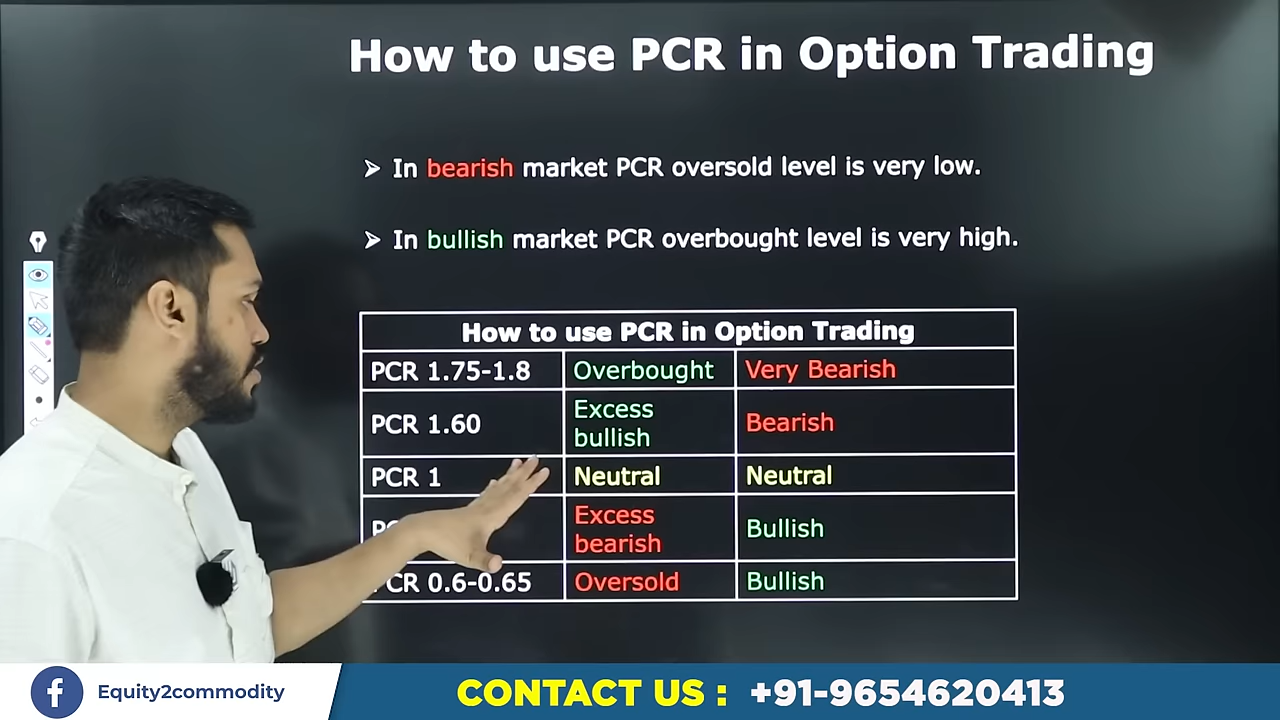 How to use PCR in Option Trading
➢ In bearish market PCR oversold level is very low.
➢ In bullish market PCR overbought level is very high.
How to use PCR in Option Trading
PCR 1.75-1.8 Overbought Very Bearish
PCR 1.60 Excess bullish Bearish
PCR 1 Neutral Neutral
Excess bearish Bullish
PCR 0.6-0.65 Oversold Bullish
Equity2commodity
CONTACT US : +91-9654620413